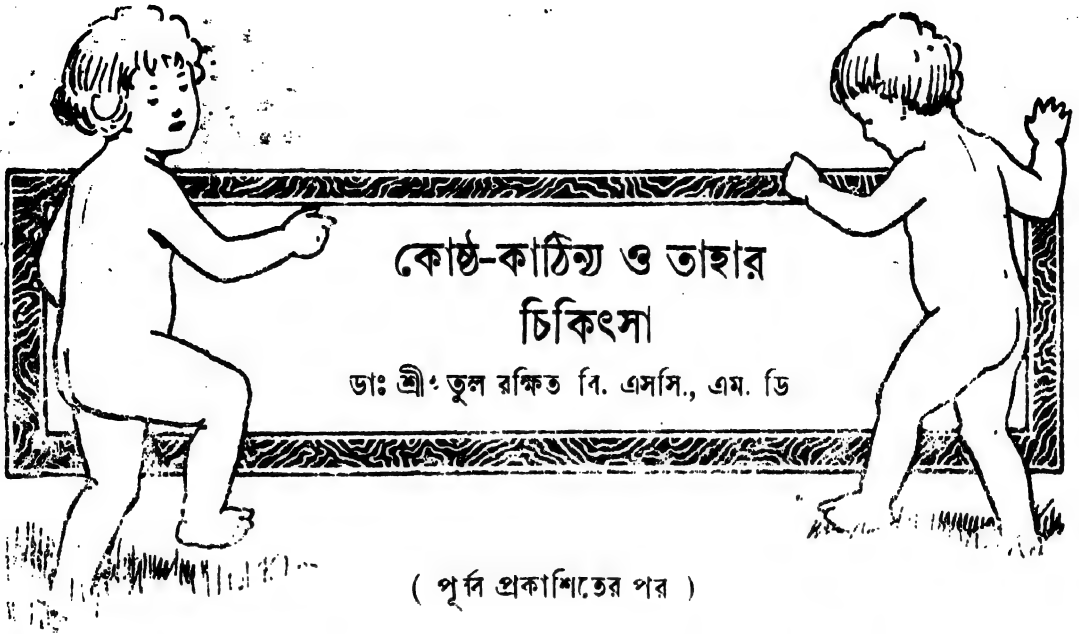 কোষ্ঠ-কাঠিন্য ও তাহার
চিকিৎসা
ডাঃ শ্রী তুল রক্ষিত বি. এসসি., এম. ডি
( পূর্ব্ব প্রকাশিতের পর )